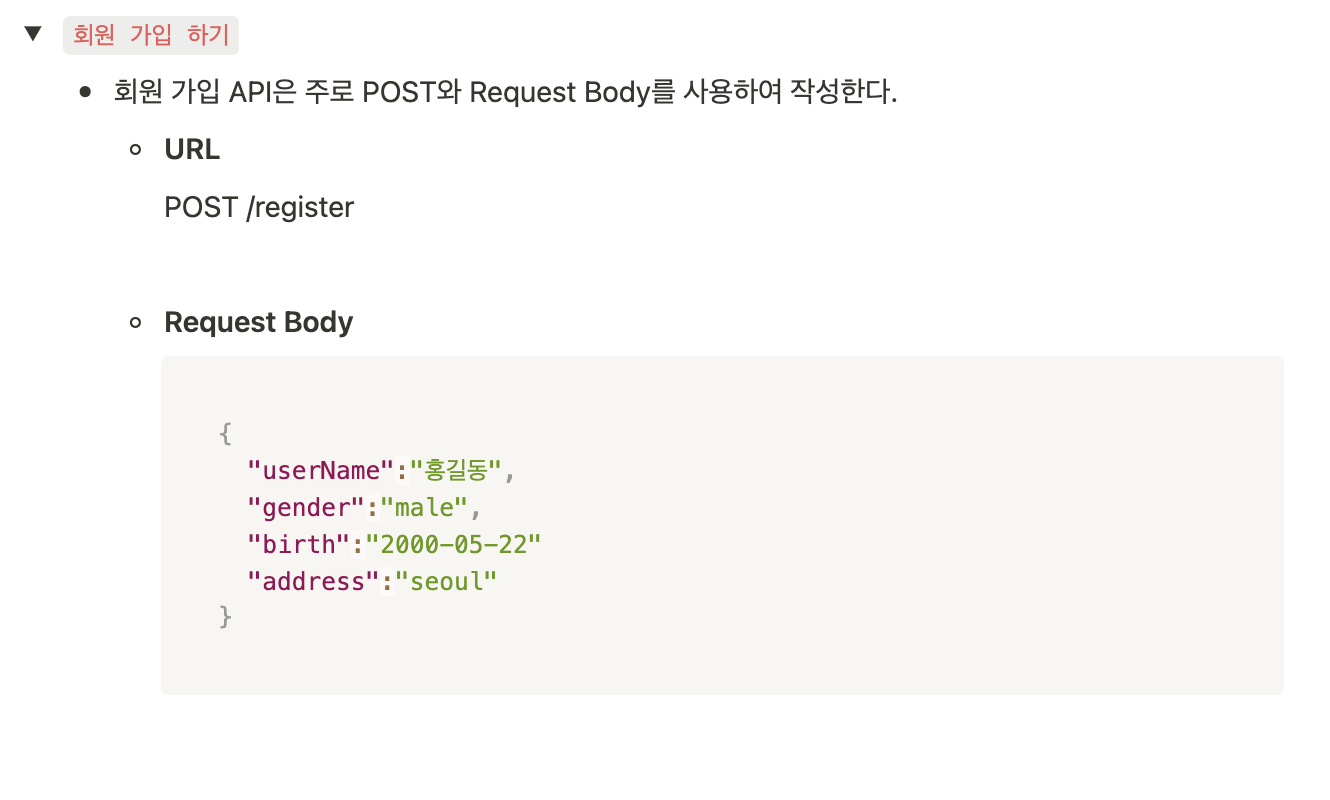 회원 가입 하기
회원 가입 API은 주로 POST와 Request Body를 사용하여 작성한다.
URL
POST /register
Request Body
{
"userName":"홍길동",
"gender":"male",
"birth":"2000-05-22"
"address":"seoul"
}